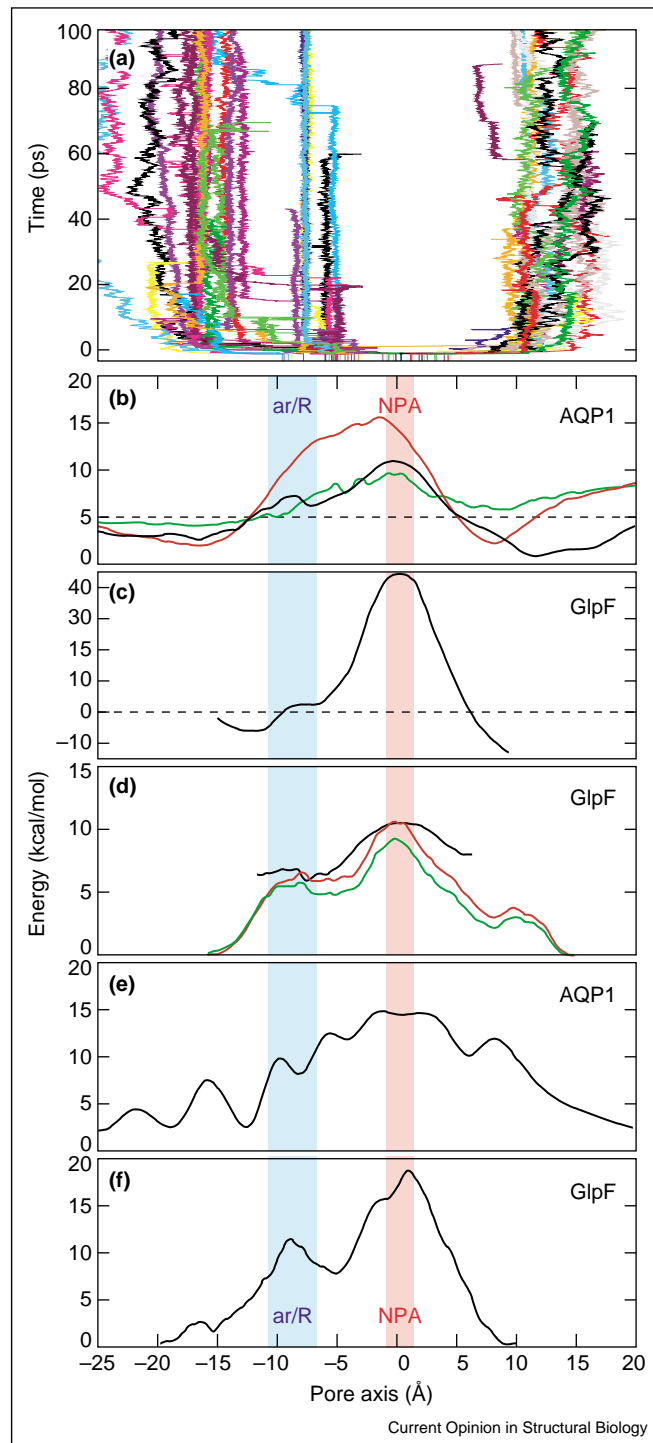 100
(a)
80
60
40
20
0
Time (ps)
20
(b)
ar/R
NPA
AQP1
15
10
5
0
(c)
GlpF
40
30
20
10
0
−10
15
(d)
GlpF
10
5
0
Energy (kcal/mol)
20
(e)
AQP1
15
10
5
0
20
(f)
GlpF
15
10
5
0
ar/R
NPA
−25 −20 −15 −10 −5 0 5 10 15 20
Pore axis (Å)
Current Opinion in Structural Biology